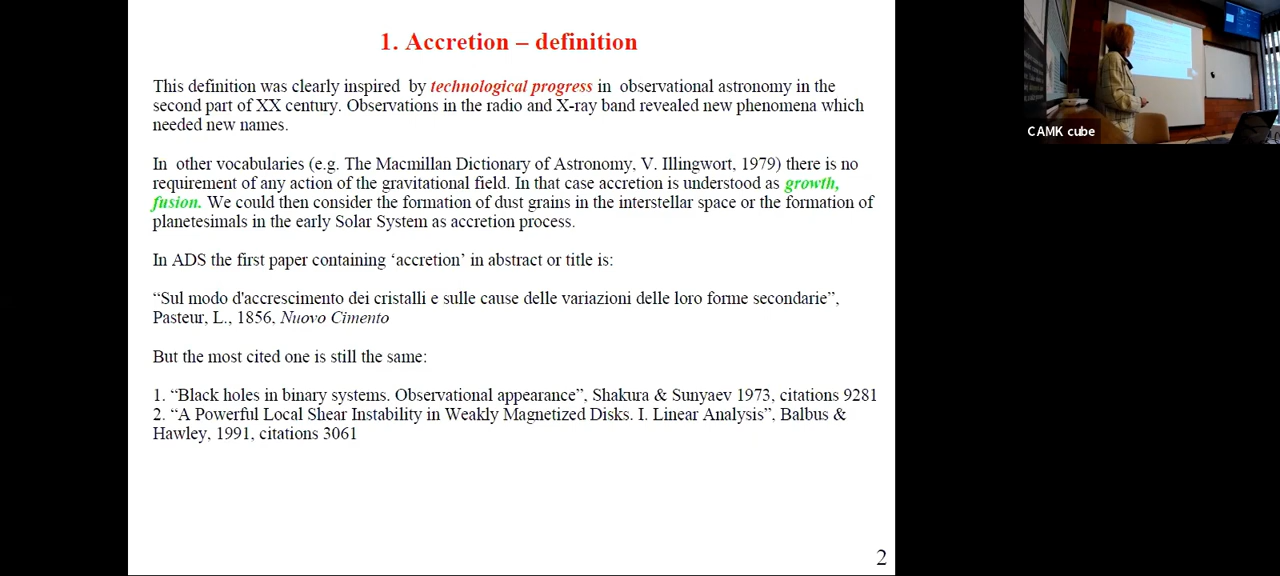 1. Accretion – definition
This definition was clearly inspired by technological progress in observational astronomy in the
second part of XX century. Observations in the radio and X-ray band revealed new phenomena which
needed new names.
In other vocabularies (e.g. The Macmillan Dictionary of Astronomy, V. Illingwort, 1979) there is no
requirement of any action of the gravitational field. In that case accretion is understood as growth,
fusion. We could then consider the formation of dust grains in the interstellar space or the formation of
planetesimals in the early Solar System as accretion process.
In ADS the first paper containing ‘accretion’ in abstract or title is:
“Sul modo d'accrescimento dei cristalli e sulle cause delle variazioni delle loro forme secondarie”,
Pasteur, L., 1856, Nuovo Cimento
But the most cited one is still the same:
1. “Black holes in binary systems. Observational appearance”, Shakura & Sunyaev 1973, citations 9281
2. “A Powerful Local Shear Instability in Weakly Magnetized Disks. I. Linear Analysis”, Balbus &
Hawley, 1991, citations 3061
2
CAMK cube